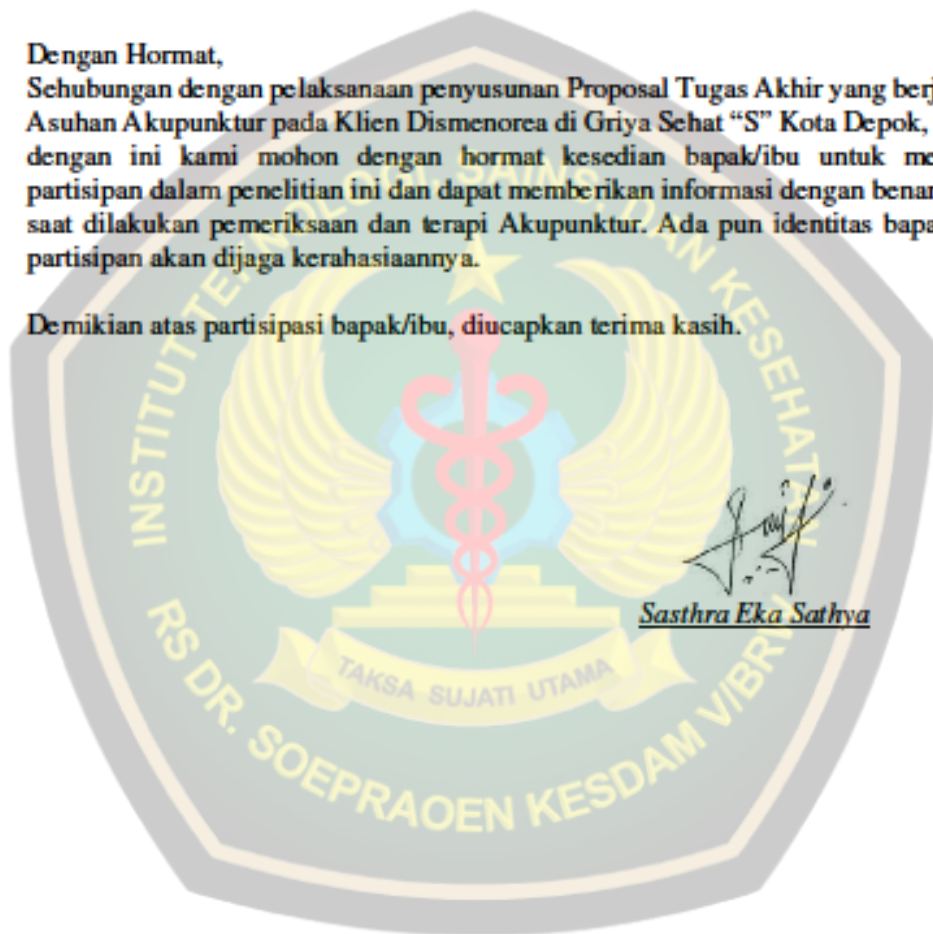 Dengan Hormat,
Sehubungan dengan pelaksanaan penyusunan Proposal Tugas Akhir yang
Asuhan Akupunktur pada Klien Dismenorea di Griya Sehat “S” Kota Depok,
dengan ini kami mohon dengan hormat kesedian bapak/ibu untuk
partisipan dalam penelitian ini dan dapat memberikan informasi dengan benar
saat dilakukan pemeriksaan dan terapi Akupunktur. Ada pun identitas
partisipan akan dijaga kerahasiaannya.
Demikian atas partisipasi bapak/ibu, diucapkan terima kasih.
Sasthra Eka Sathya
INSTITUT TEKNOLOGI, SAINS, DAN KESEHATAN
TAKSA SUJATI UTAMA
RS DR. SOEPRAOEN KESDAM V/BRW